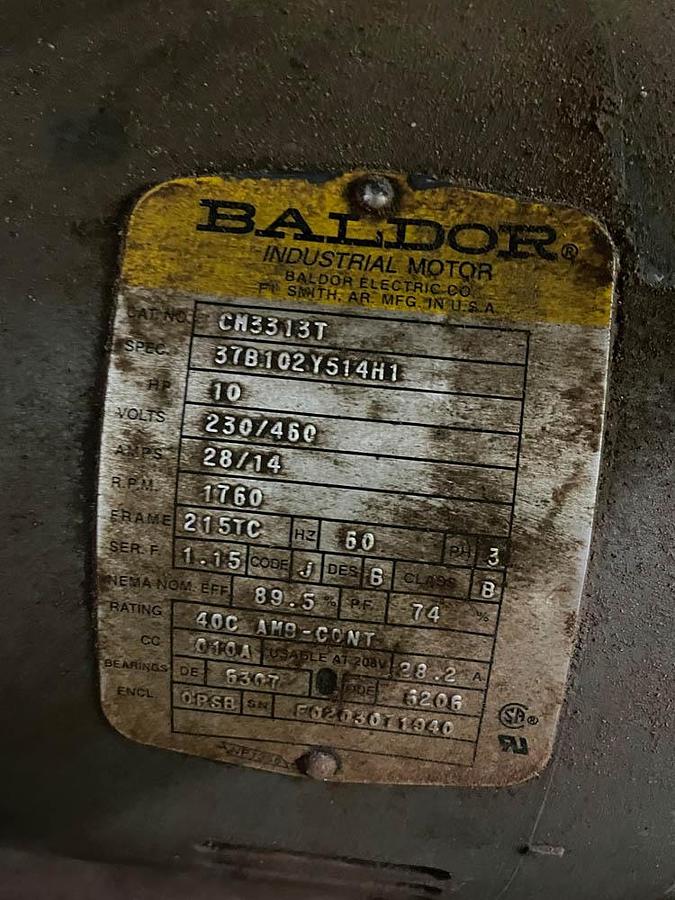 BALDOR®
INDUSTRIAL MOTOR
BALDOR ELECTRIC CO.
FT. SMITH, AR. MFG. IN U.S.A.
CAT. NO. CM3313T
SPEC. 37B102Y514H1
HP 10
VOLTS 230/460
AMPS 28/14
R.P.M. 1760
FRAME 215TC HZ 60 PH 3
SER. F. 1.15 CODE J DES B CLASS B
NEMA NOM. EFF. 89.5 % P.F. 74 %
RATING 40C AMB-CONT
CC 010A USABLE AT 208V 28.2 A
BEARINGS DE 6307 ODE 6206
ENCL. OPSB SN F02030T1940
SA®